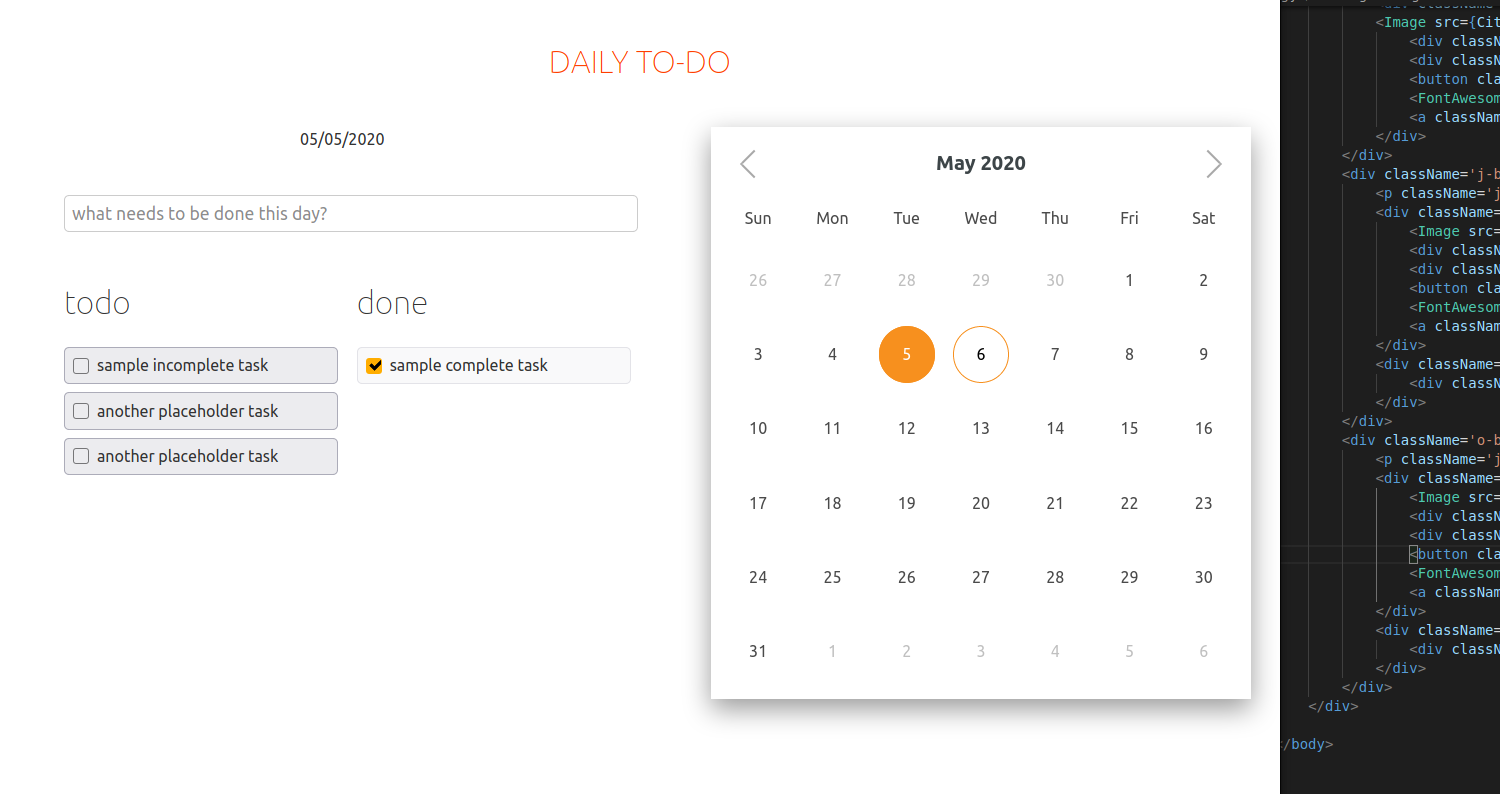 DAILY TO-DO
05/05/2020
what needs to be done this day?
todo
done
sample incomplete task
another placeholder task
another placeholder task
sample complete task
May 2020
Sun Mon Tue Wed Thu Fri Sat
26 27 28 29 30 1 2
3 4 5 6 7 8 9
10 11 12 13 14 15 16
17 18 19 20 21 22 23
24 25 26 27 28 29 30
31 1 2 3 4 5 6
<Image src={Cit
<div classN
<div classN
<button cla
<FontAwesom
<a classNam
</div>
</div>
<div className='j-b
<p className='j
<div className=
<Image src=
<div classN
<div classN
<button cla
<FontAwesom
<a classNam
</div>
<div className=
<div classN
</div>
</div>
<div className='o-b
<p className='j
<div className=
<Image src=
<div classN
<div classN
<button cla
<FontAwesom
<a classNam
</div>
<div className=
<div classN
</div>
</div>
</div>
/body>